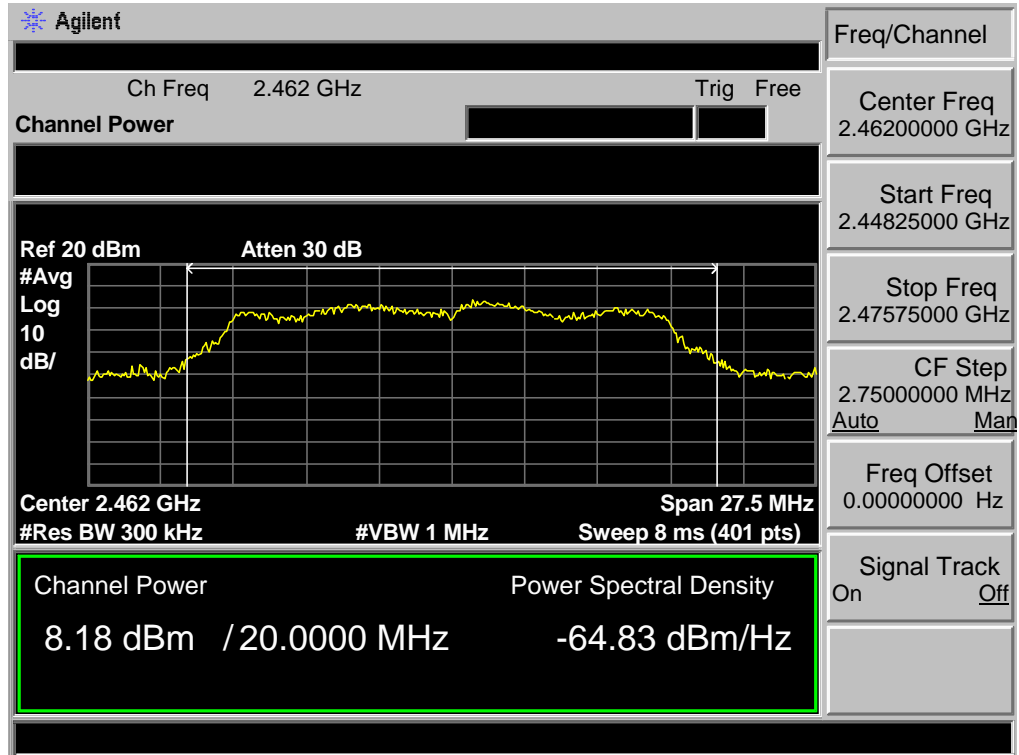 Agilent
Freq/Channel
Ch Freq 2.462 GHz Trig Free
Channel Power
Center Freq
2.46200000 GHz
Start Freq
2.44825000 GHz
Stop Freq
2.47575000 GHz
CF Step
2.75000000 MHz
Auto Man
Freq Offset
0.00000000 Hz
Signal Track
On Off
Ref 20 dBm Atten 30 dB
#Avg
Log
10
dB/
Center 2.462 GHz Span 27.5 MHz
#Res BW 300 kHz #VBW 1 MHz Sweep 8 ms (401 pts)
Channel Power Power Spectral Density
8.18 dBm / 20.0000 MHz -64.83 dBm/Hz